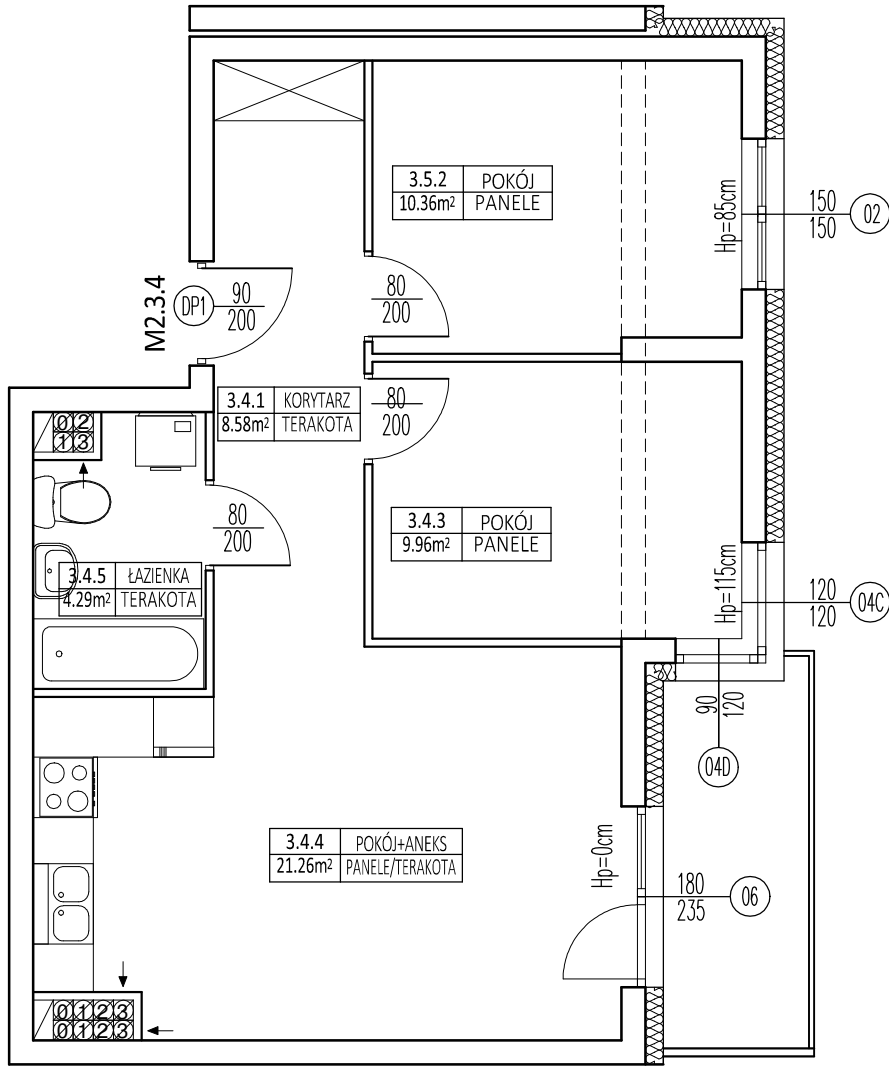 3.5.2 POKÓJ
10.36m² PANELE
Hp=85cm
150
150
02
M2.3.4
DP1
90
200
80
200
3.4.1 KORYTARZ
8.58m² TERAKOTA
80
200
0 2
1 3
80
200
3.4.3 POKÓJ
9.96m² PANELE
Hp=115cm
120
120
04C
3.4.5 ŁAZIENKA
4.29m² TERAKOTA
90
120
04D
3.4.4 POKÓJ+ANEKS
21.26m² PANELE/TERAKOTA
Hp=0cm
180
235
06
0 1 2 3
0 1 2 3